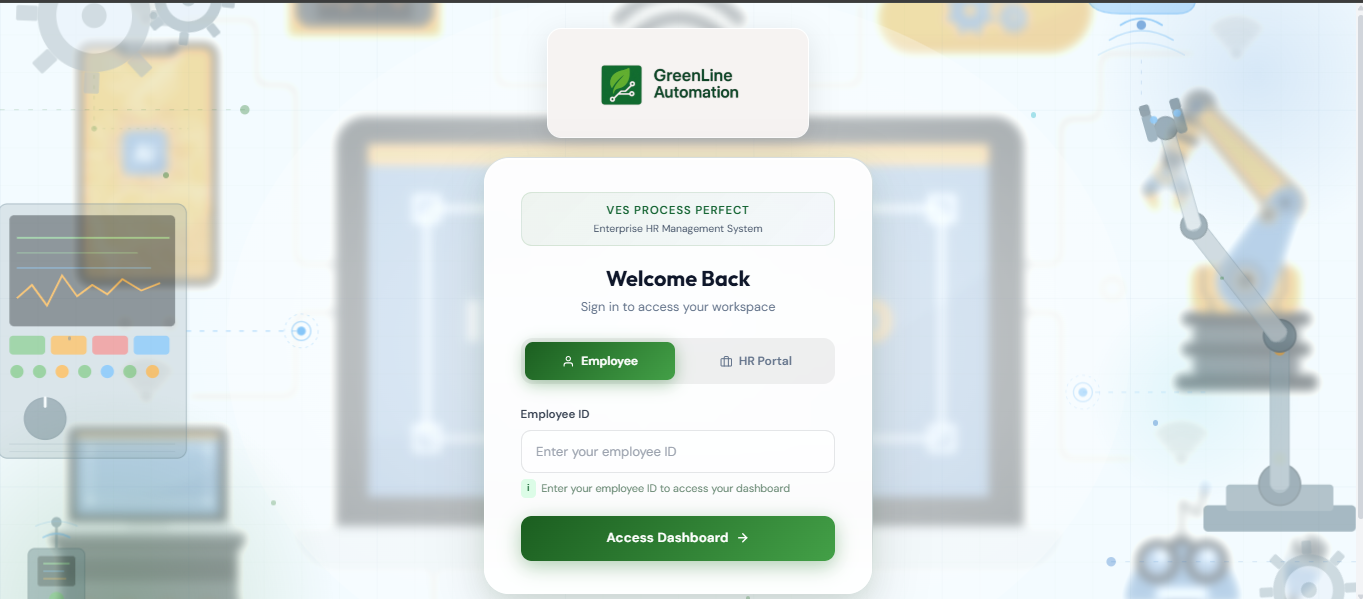 GreenLine
Automation
VES PROCESS PERFECT
Enterprise HR Management System
Welcome Back
Sign in to access your workspace
Employee
HR Portal
Employee ID
Enter your employee ID
i Enter your employee ID to access your dashboard
Access Dashboard →